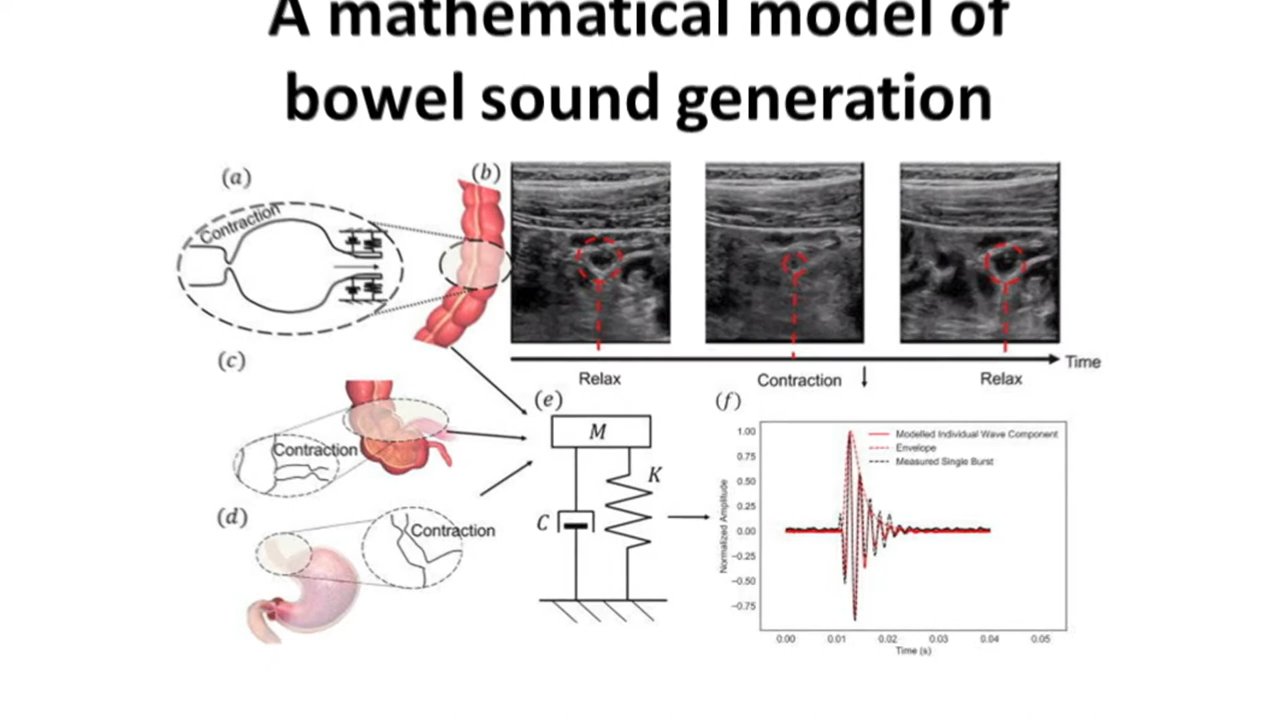 A mathematical model of
bowel sound generation
(a)
Contraction
(b)
Time
Relax
Contraction
Relax
(c)
Contraction
(d)
Contraction
(e)
M
K
C
(f)
Modelled Individual Wave Component
Envelope
Measured Single Burst
Normalized Amplitude
1.00
0.75
0.50
0.25
0.00
−0.25
−0.50
−0.75
0.00 0.01 0.02 0.03 0.04 0.05
Time (s)